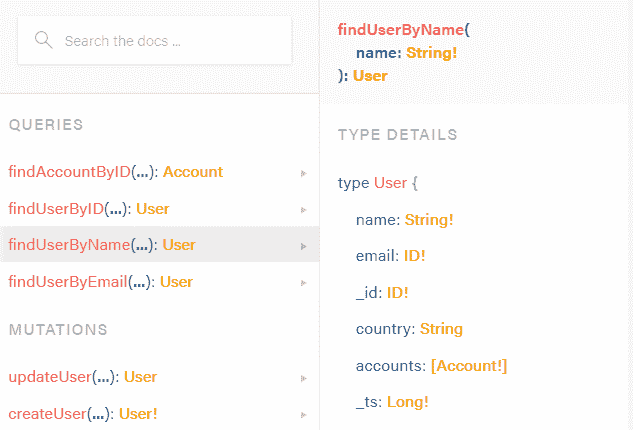 Search the docs ...
QUERIES
findAccountByID(...): Account
findUserByID(...): User
findUserByName(...): User
findUserByEmail(...): User
MUTATIONS
updateUser(...): User
createUser(...): User!
findUserByName(
name: String!
): User
TYPE DETAILS
type User {
name: String!
email: ID!
_id: ID!
country: String
accounts: [Account!]
_ts: Long!